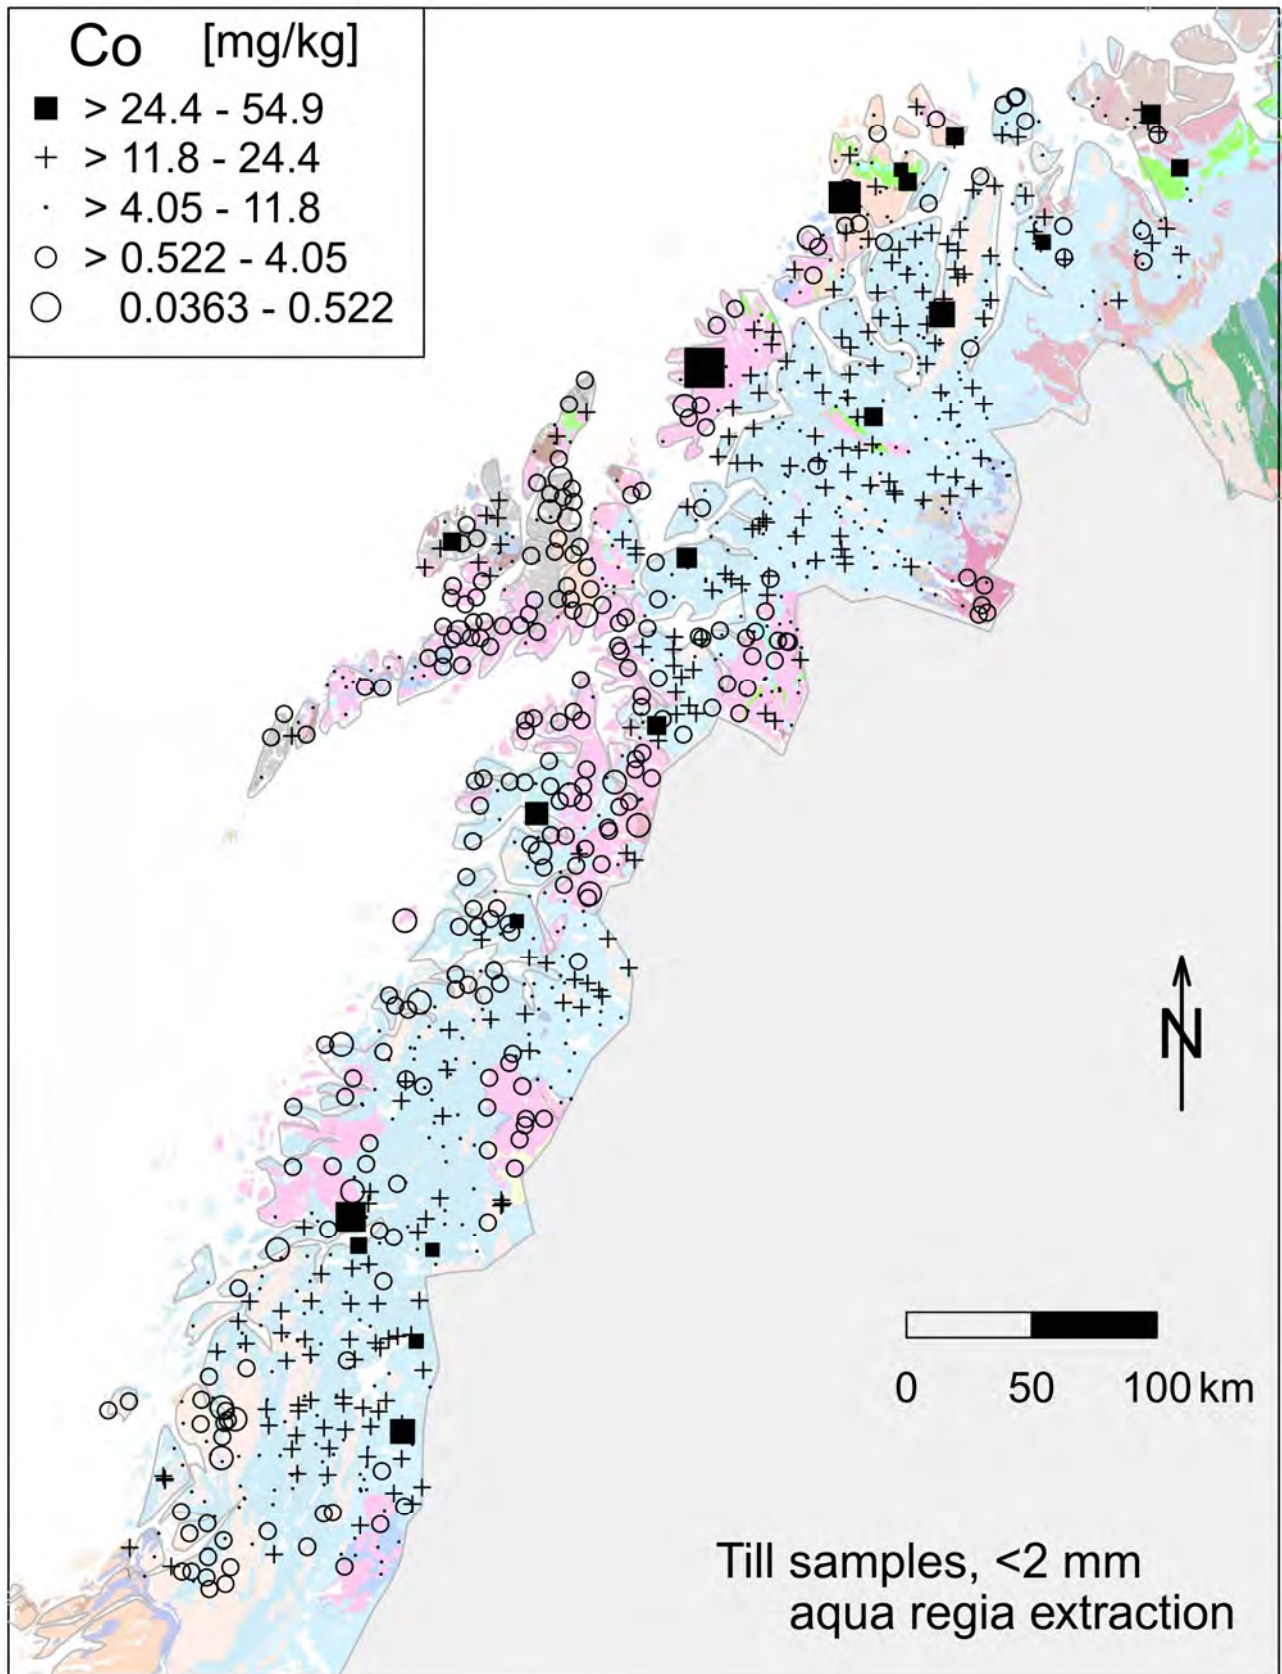 Co [mg/kg]
■ > 24.4 - 54.9
+ > 11.8 - 24.4
· > 4.05 - 11.8
○ > 0.522 - 4.05
○ 0.0363 - 0.522
N
0 50 100 km
Till samples, <2 mm
aqua regia extraction